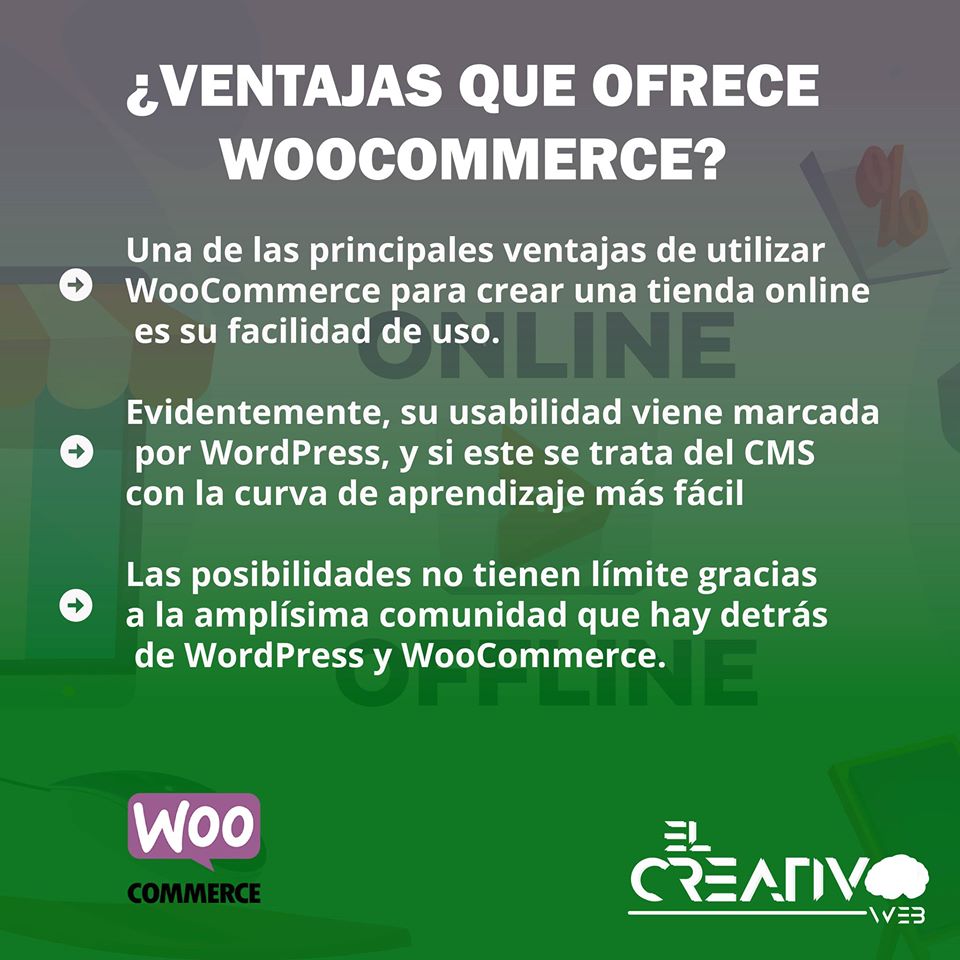 ¿VENTAJAS QUE OFRECE
WOOCOMMERCE?
Una de las principales ventajas de utilizar
WooCommerce para crear una tienda online
es su facilidad de uso.
ONLINE
Evidentemente, su usabilidad viene marcada
por WordPress, y si este se trata del CMS
con la curva de aprendizaje más fácil
Las posibilidades no tienen límite gracias
a la amplísima comunidad que hay detrás
de WordPress y WooCommerce.
OFFLINE
%
WOO
COMMERCE
EL
CREATIVO
WEB